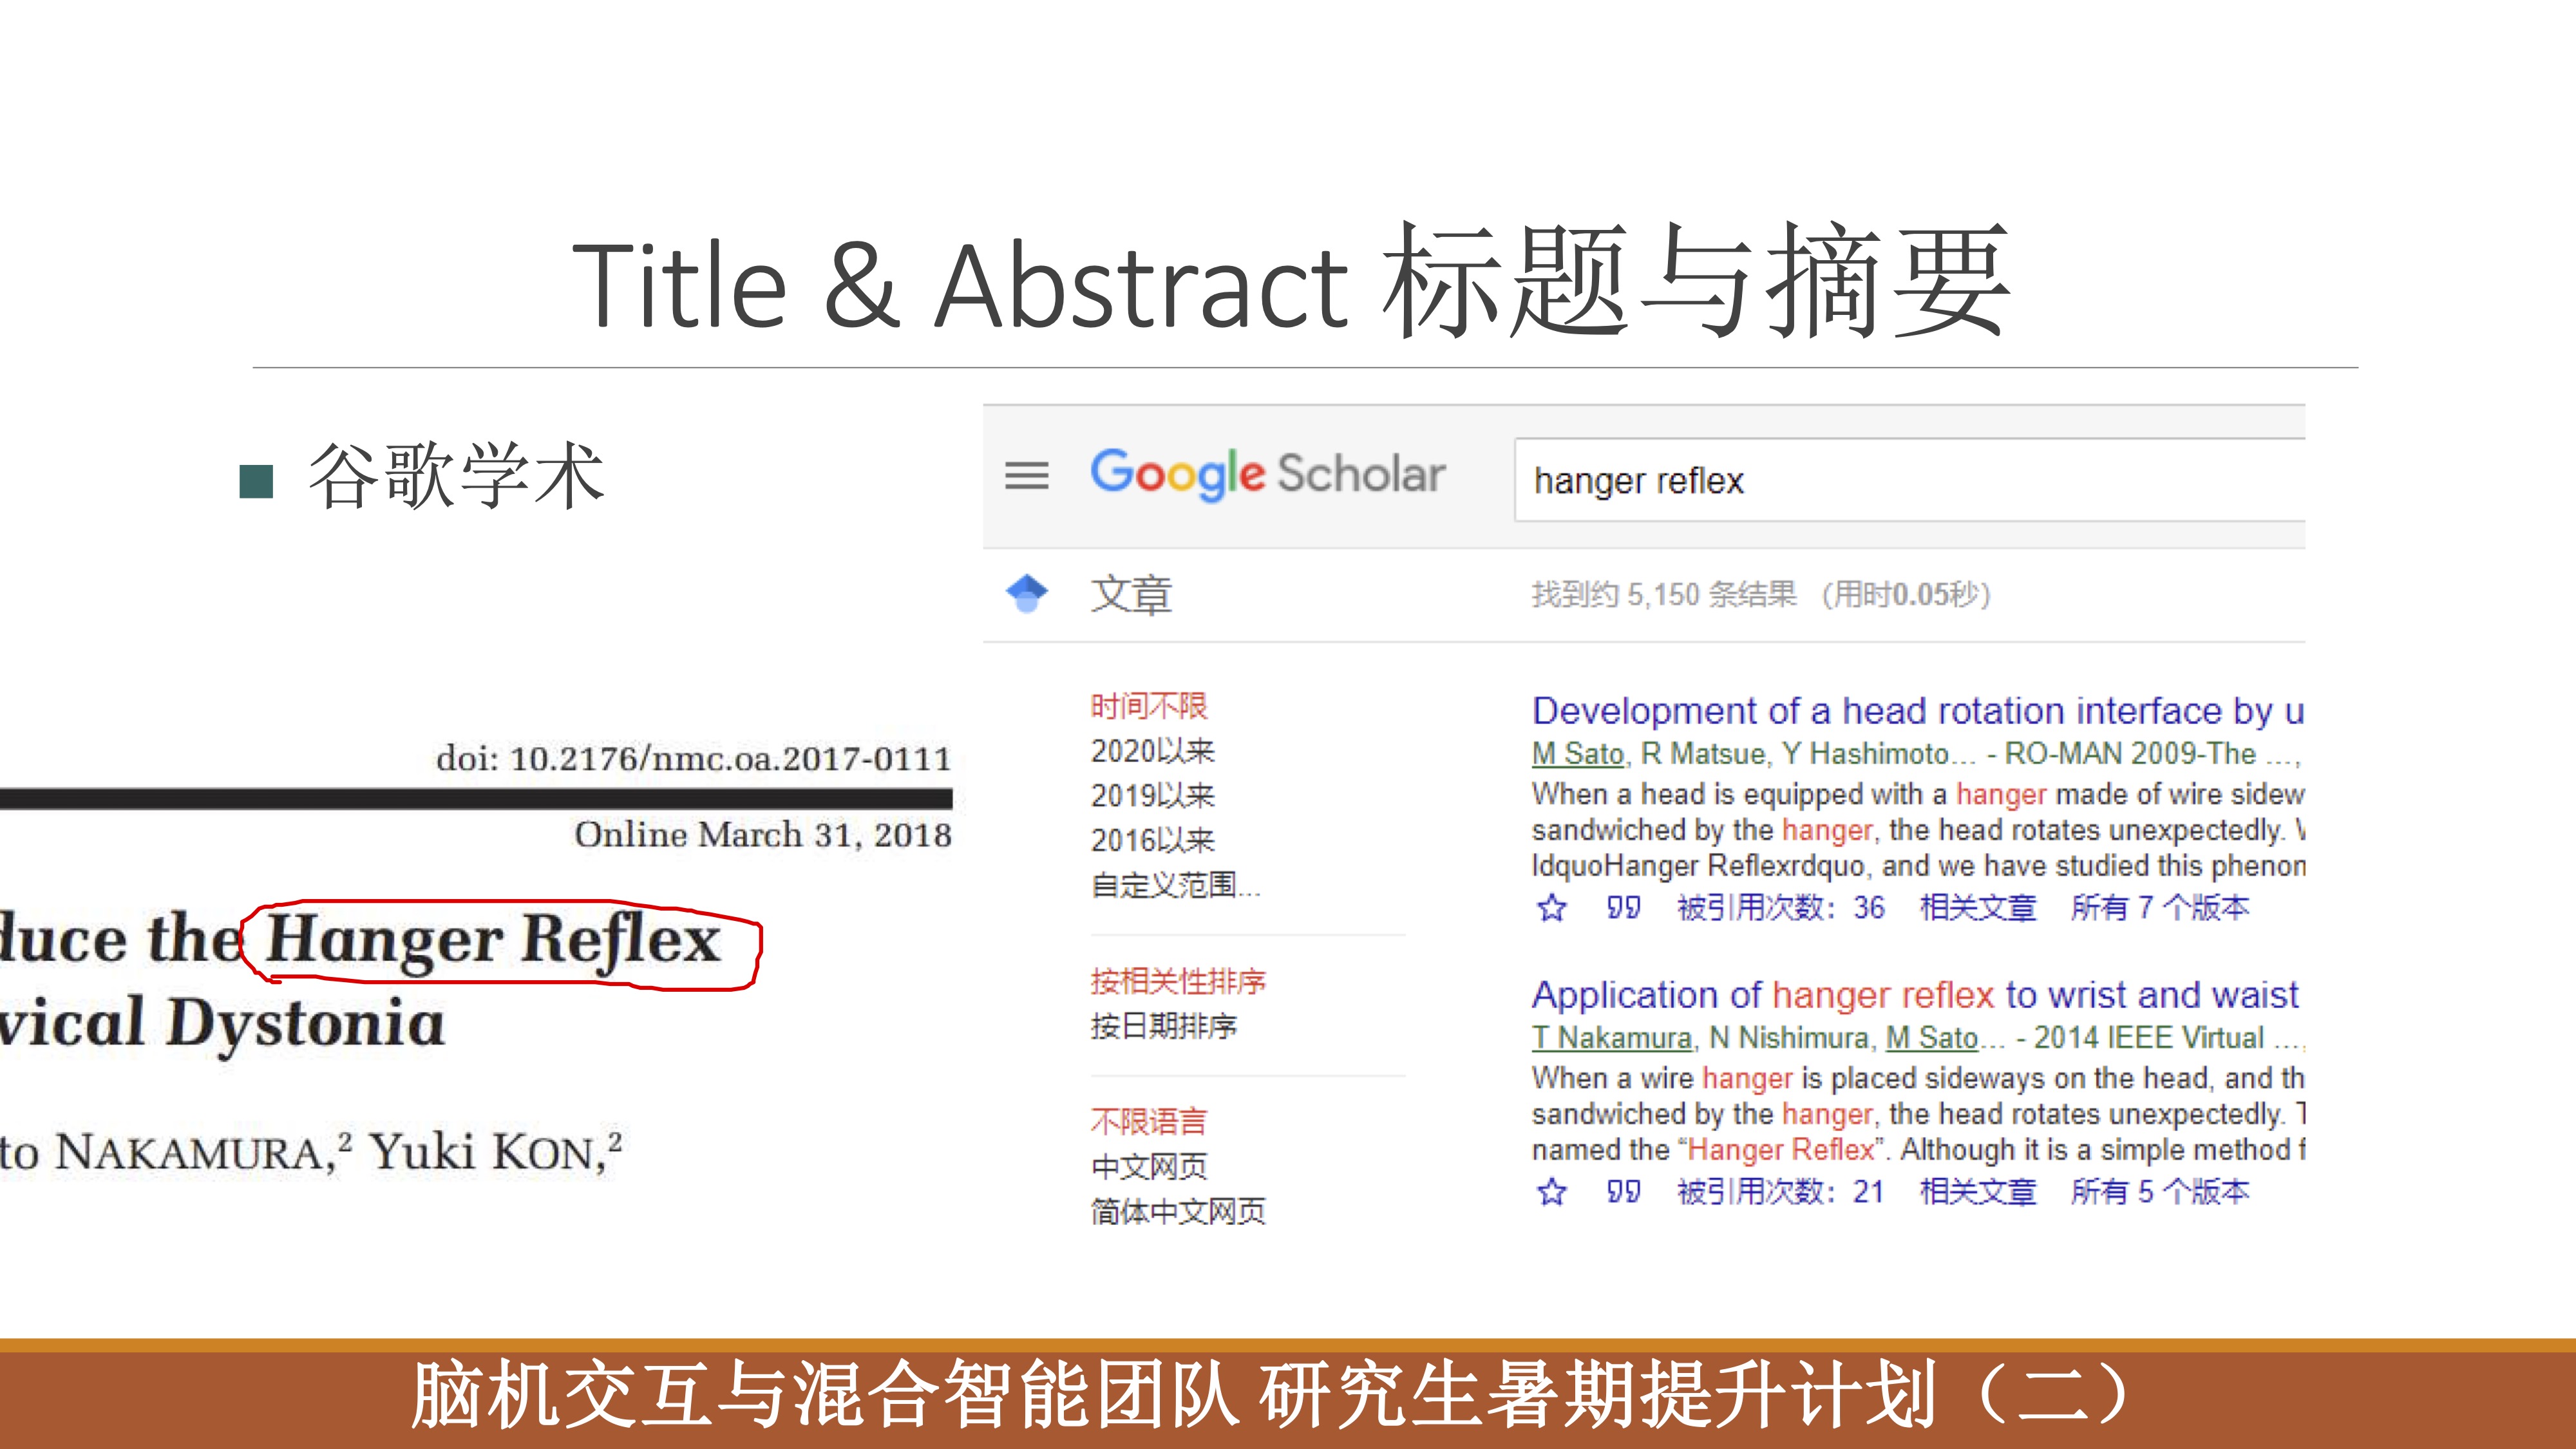 Title & Abstract 标题与摘要
谷歌学术
doi: 10.2176/nmc.oa.2017-0111
Online March 31, 2018
duce the Hanger Reflex
vical Dystonia
to NAKAMURA,² Yuki KON,²
Google Scholar
hanger reflex
文章
找到约 5,150 条结果 （用时0.05秒）
时间不限
2020以来
2019以来
2016以来
自定义范围...
按相关性排序
按日期排序
不限语言
中文网页
简体中文网页
Development of a head rotation interface by u
M Sato, R Matsue, Y Hashimoto… - RO-MAN 2009-The …,
When a head is equipped with a hanger made of wire sidew
sandwiched by the hanger, the head rotates unexpectedly.
ldquoHanger Reflexrdquo, and we have studied this phenon
被引用次数：36 相关文章 所有 7 个版本
Application of hanger reflex to wrist and waist
T Nakamura, N Nishimura, M Sato… - 2014 IEEE Virtual …,
When a wire hanger is placed sideways on the head, and th
sandwiched by the hanger, the head rotates unexpectedly. T
named the “Hanger Reflex”. Although it is a simple method f
被引用次数：21 相关文章 所有 5 个版本
脑机交互与混合智能团队 研究生暑期提升计划（二）